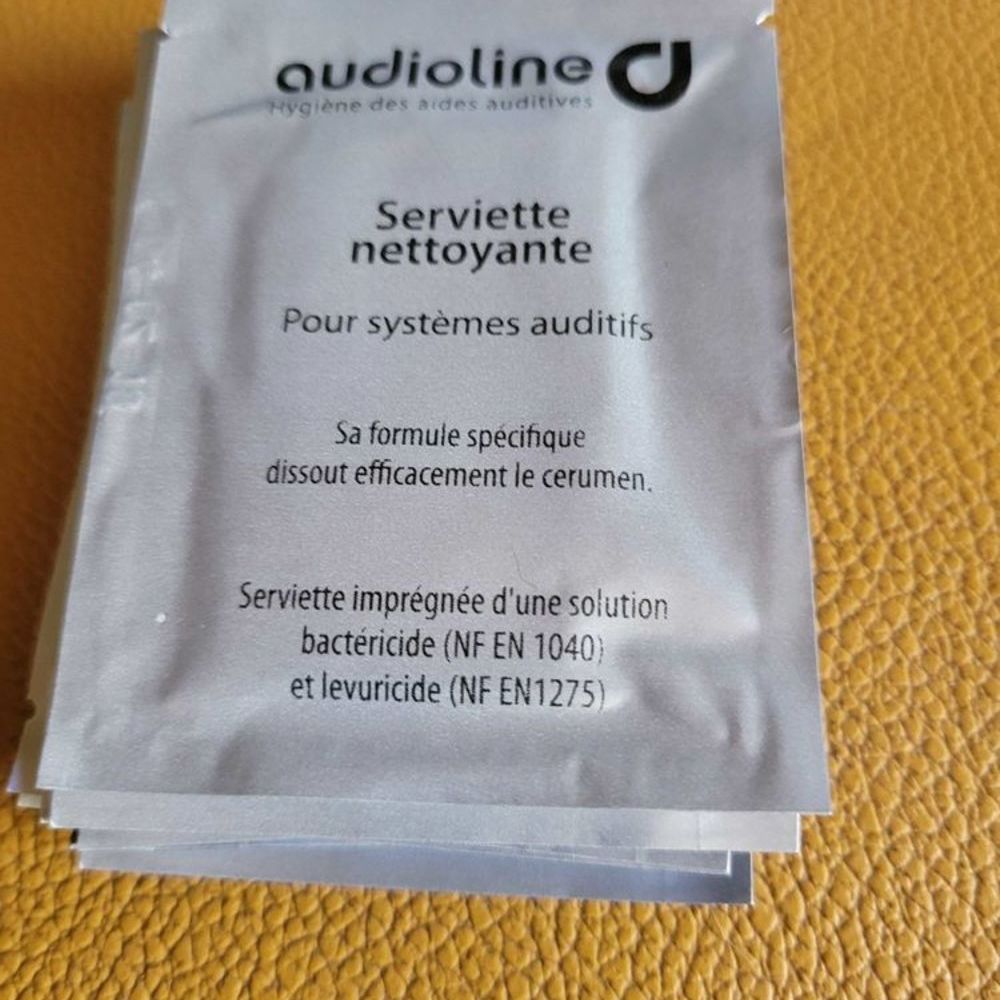 audioline
Hygiène des aides auditives
Serviette
nettoyante
Pour systèmes auditifs
Sa formule spécifique
dissout efficacement le cerumen.
Serviette imprégnée d'une solution
bactéricide (NF EN 1040)
et levuricide (NF EN1275)